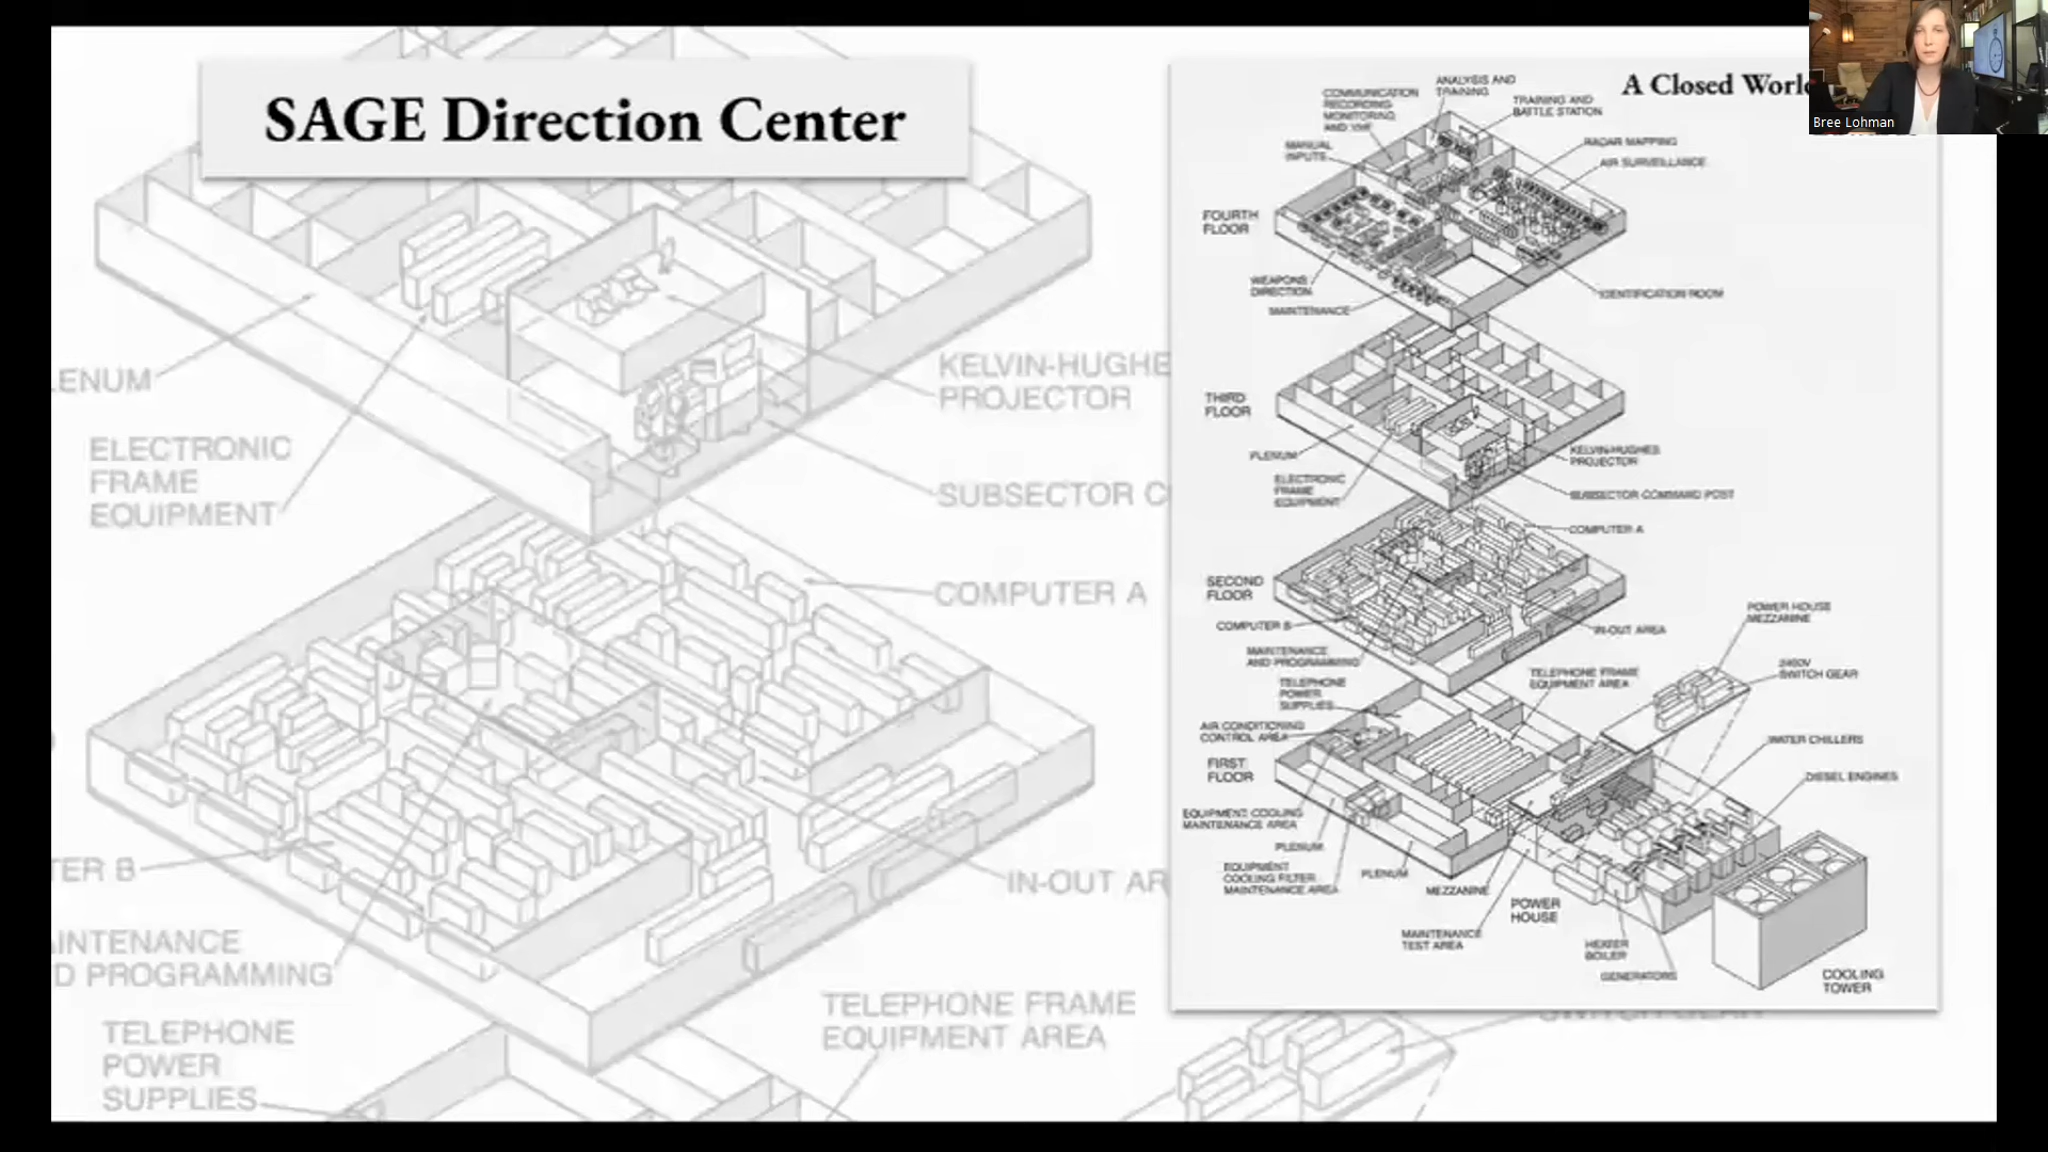 SAGE Direction Center
LENUM
ELECTRONIC
FRAME
EQUIPMENT
KELVIN-HUGHE
PROJECTOR
SUBSECTOR C
COMPUTER A
TER B
IN-OUT AR
AINTENANCE
D PROGRAMMING
TELEPHONE
POWER
SUPPLIES
TELEPHONE FRAME
EQUIPMENT AREA
SWITCH GEAR
A Closed World
Bree Lohman
COMMUNICATION
RECORDING
MONITORING
AND VHF
ANALYSIS AND
TRAINING
TRAINING AND
BATTLE STATION
MANUAL
INPUTS
RADAR MAPPING
AIR SURVEILLANCE
FOURTH
FLOOR
WEAPONS
DIRECTION
MAINTENANCE
IDENTIFICATION ROOM
THIRD
FLOOR
PLENUM
ELECTRONIC
FRAME
EQUIPMENT
KELVIN-HUGHES
PROJECTOR
SUBSECTOR COMMAND POST
COMPUTER A
SECOND
FLOOR
COMPUTER B
IN-OUT AREA
MAINTENANCE
AND PROGRAMMING
TELEPHONE
POWER
SUPPLIES
TELEPHONE FRAME
EQUIPMENT AREA
POWER HOUSE
MEZZANINE
2400V
SWITCH GEAR
AIR CONDITIONING
CONTROL AREA
WATER CHILLERS
FIRST
FLOOR
DIESEL ENGINES
EQUIPMENT COOLING
MAINTENANCE AREA
PLENUM
EQUIPMENT
COOLING FILTER
MAINTENANCE AREA
PLENUM
MEZZANINE
POWER
HOUSE
MAINTENANCE
TEST AREA
HEATER
BOILER
GENERATORS
COOLING
TOWER